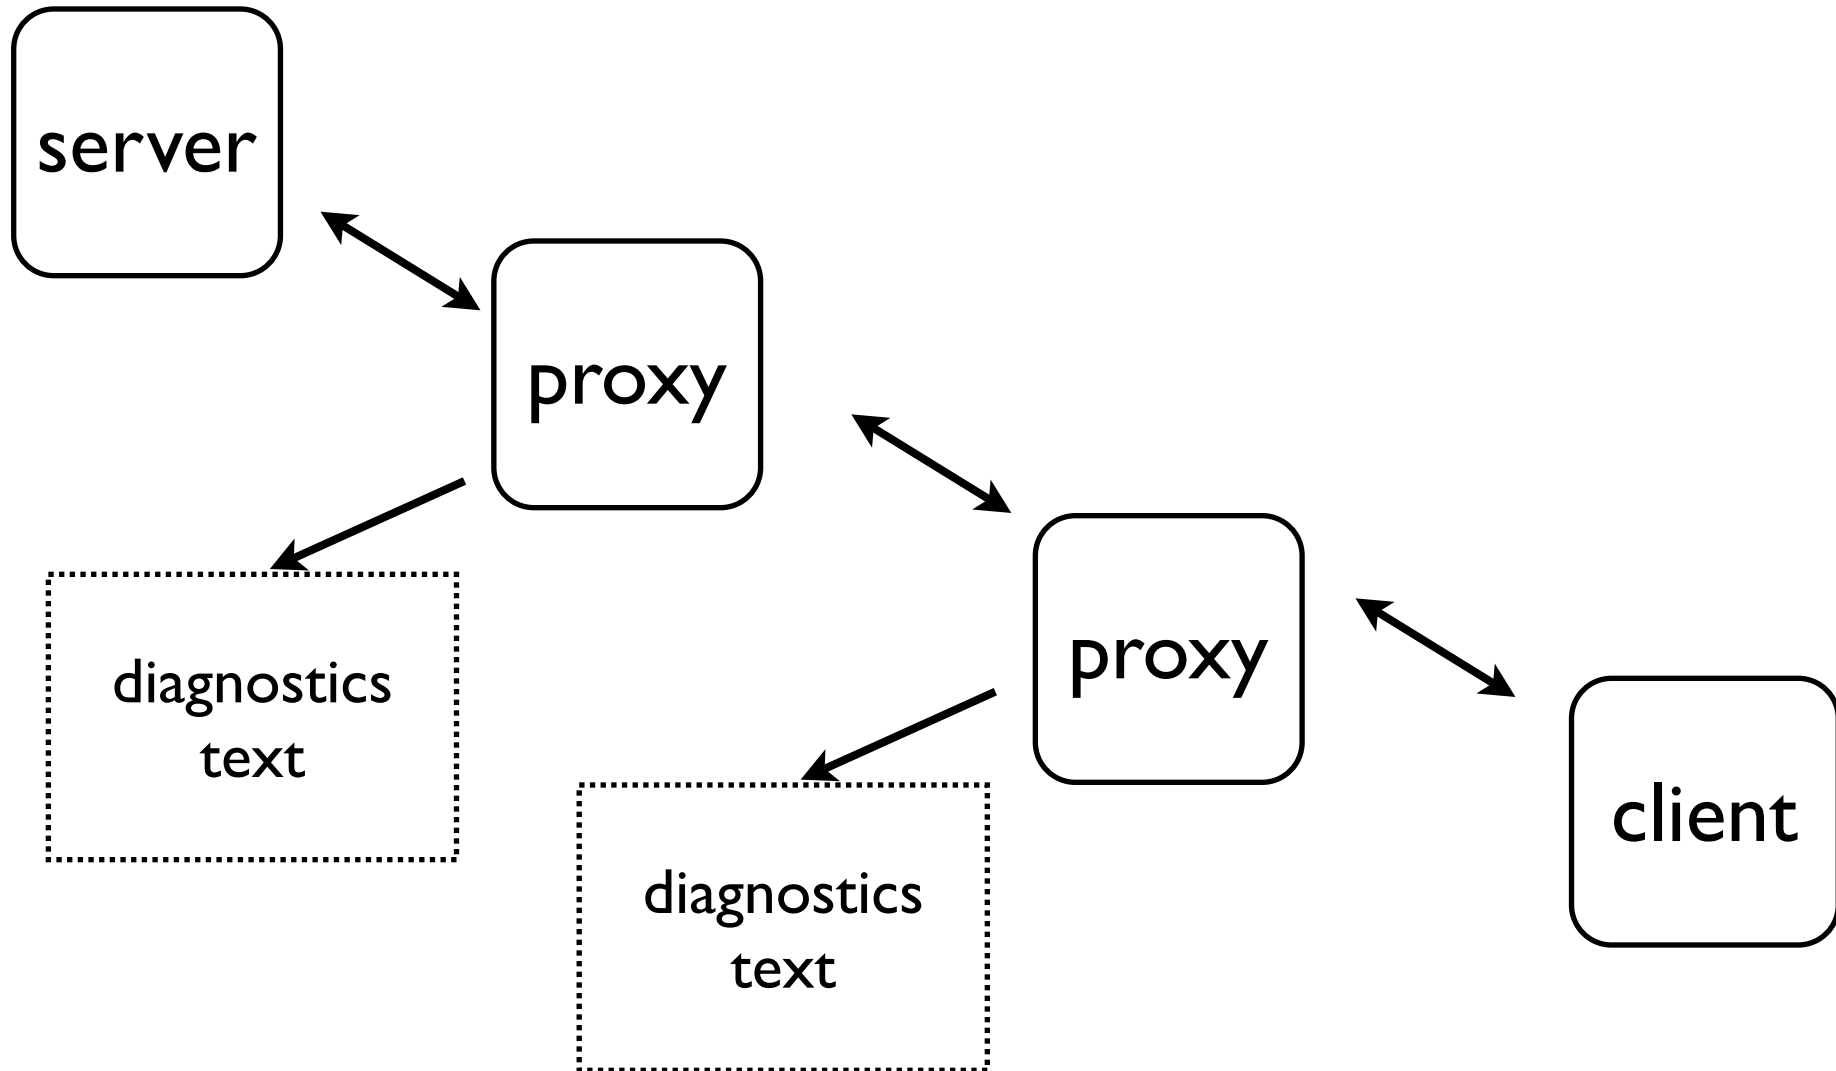 server
proxy
diagnostics
text
proxy
diagnostics
text
client